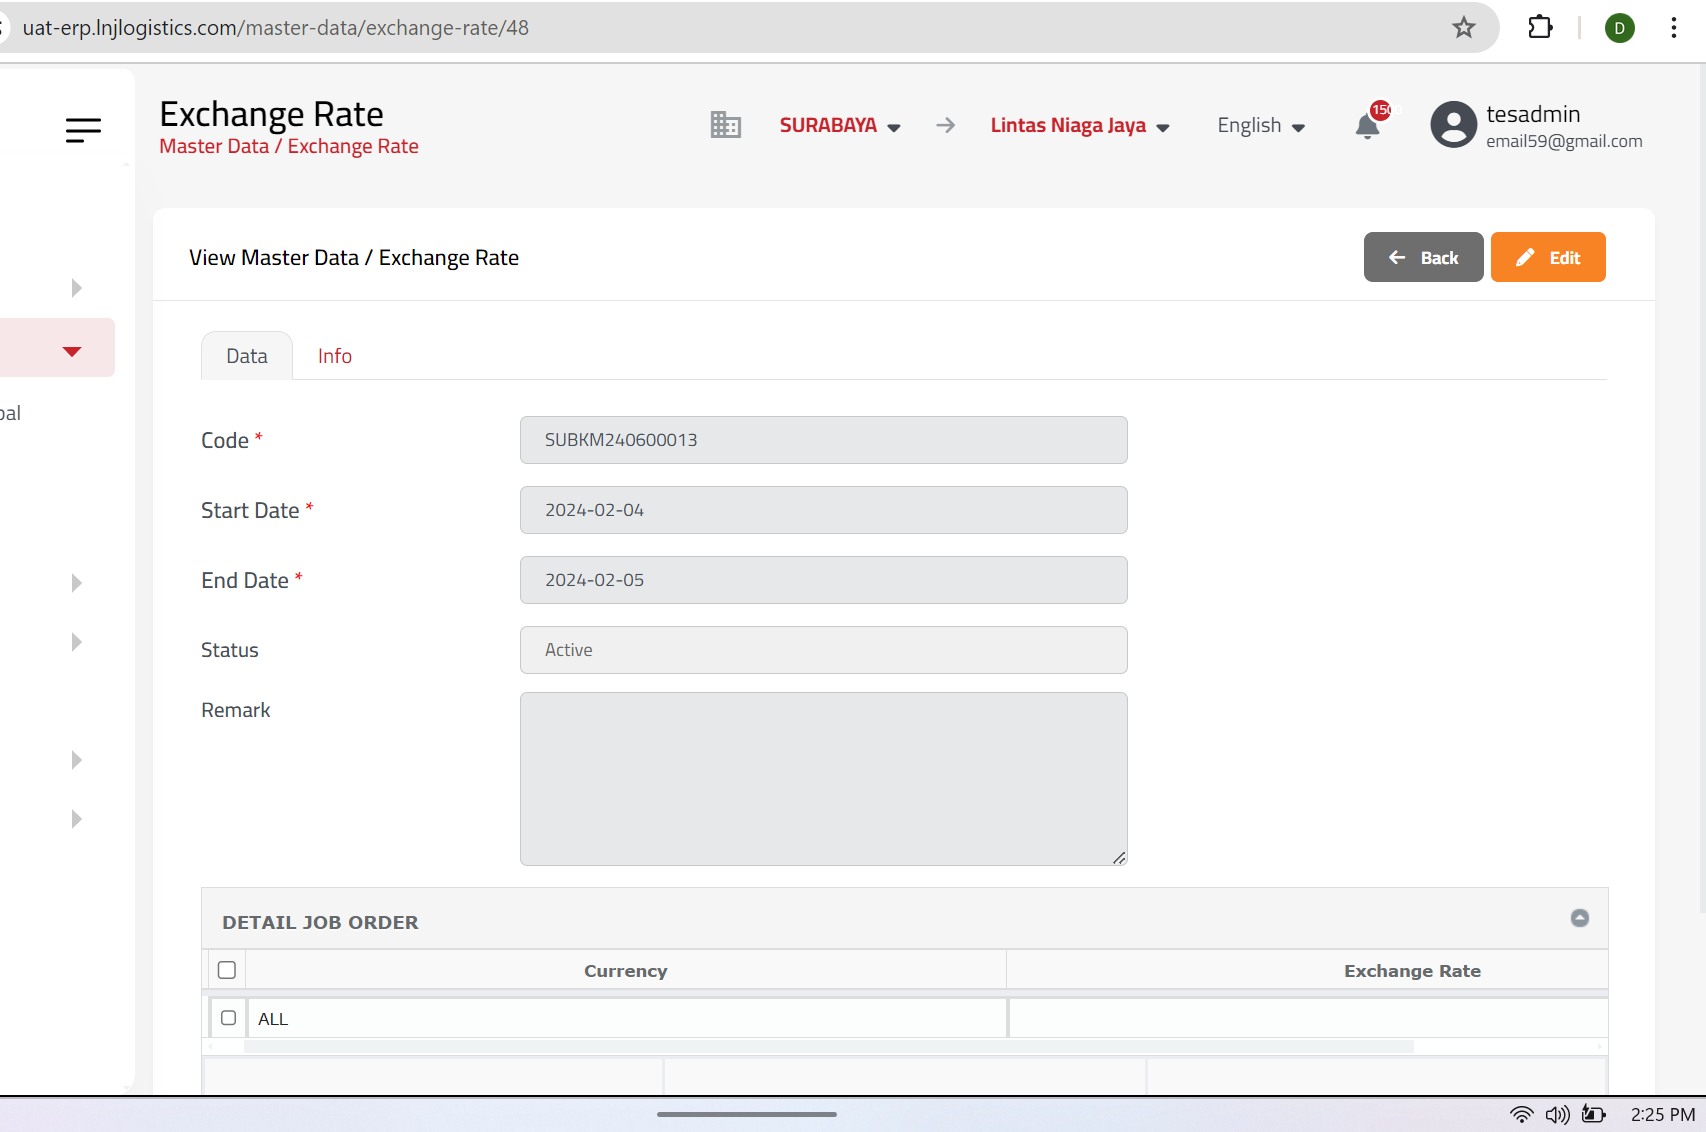 uat-erp.lnjlogistics.com/master-data/exchange-rate/48
D
Exchange Rate
Master Data / Exchange Rate
SURABAYA
Lintas Niaga Jaya
English
tesadmin
email59@gmail.com
View Master Data / Exchange Rate
Back
Edit
Data
Info
Code *
SUBKM240600013
Start Date *
2024-02-04
End Date *
2024-02-05
Status
Active
Remark
DETAIL JOB ORDER
Currency
Exchange Rate
ALL
2:25 PM